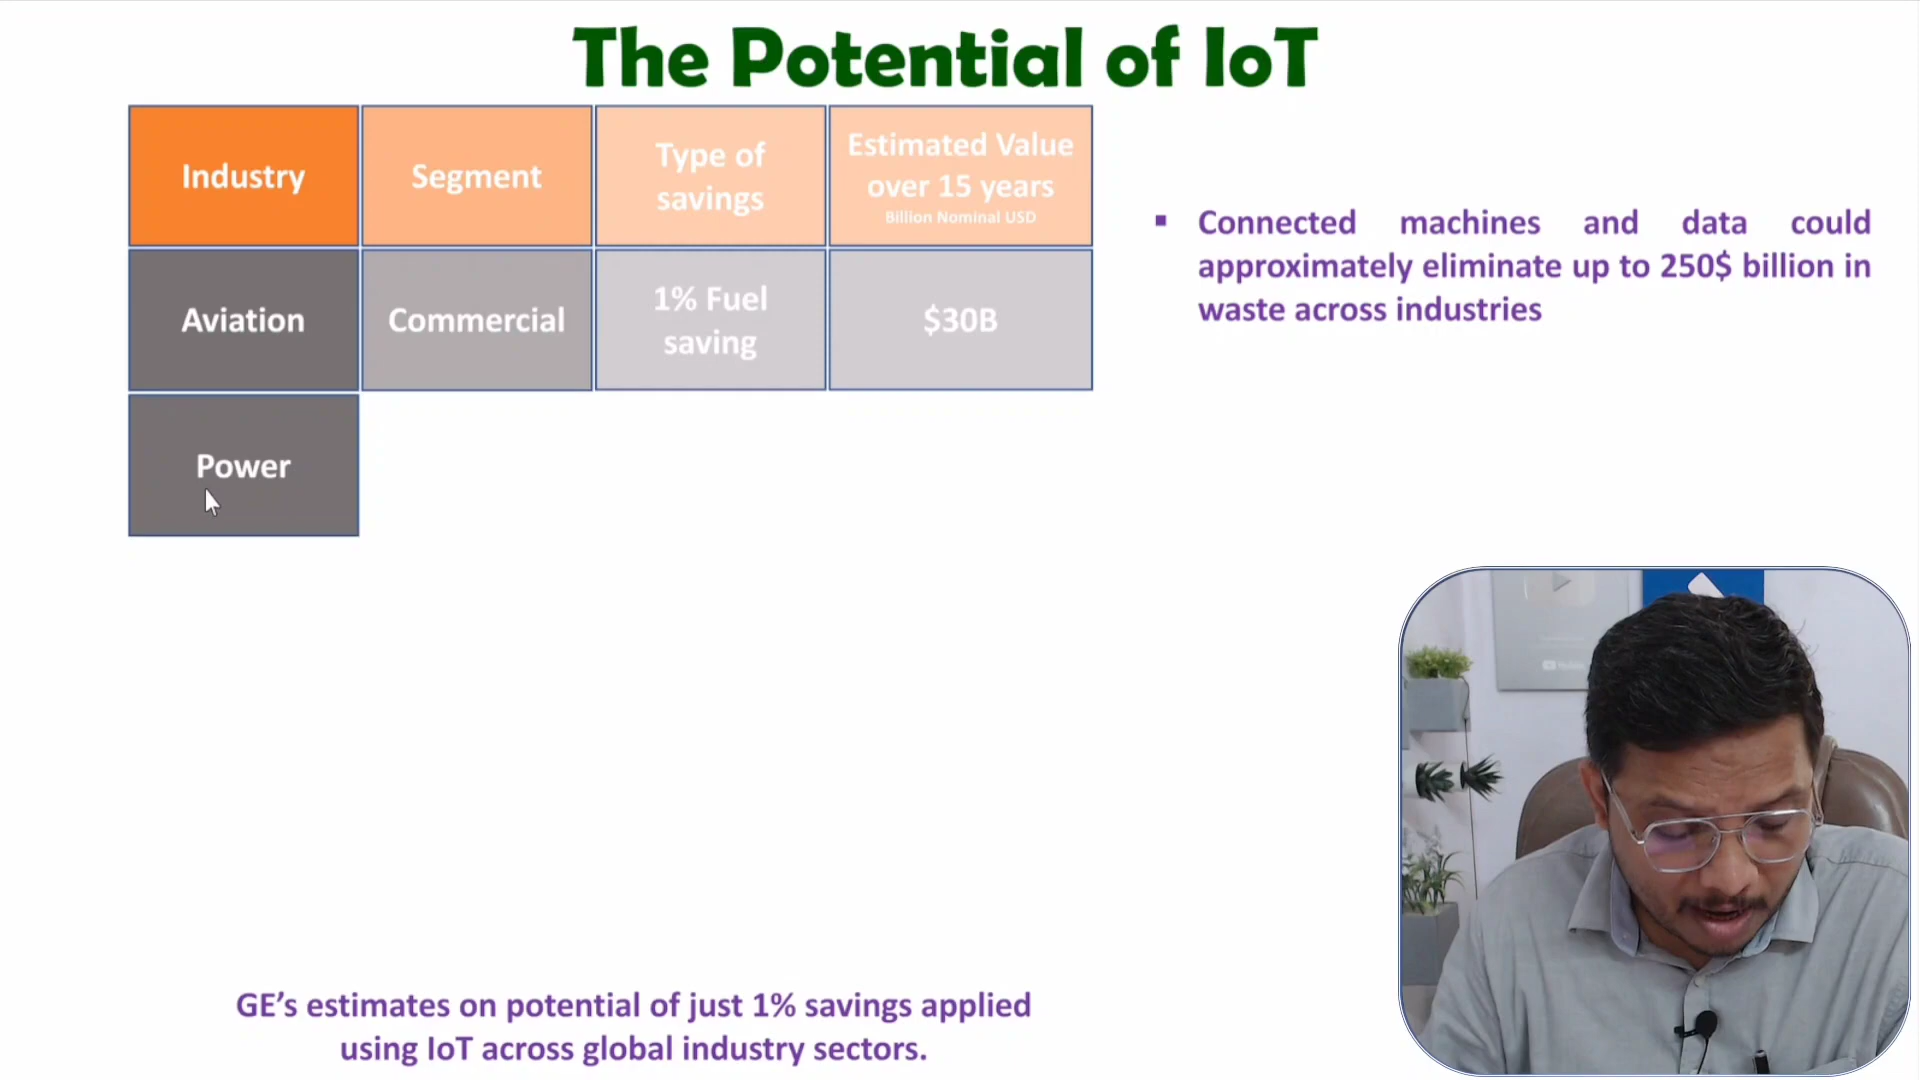 The Potential of IoT
Industry
Segment
Type of
savings
Estimated Value
over 15 years
Billion Nominal USD
Aviation
Commercial
1% Fuel
saving
$30B
Power
▪ Connected machines and data could
approximately eliminate up to 250$ billion in
waste across industries
GE’s estimates on potential of just 1% savings applied
using IoT across global industry sectors.